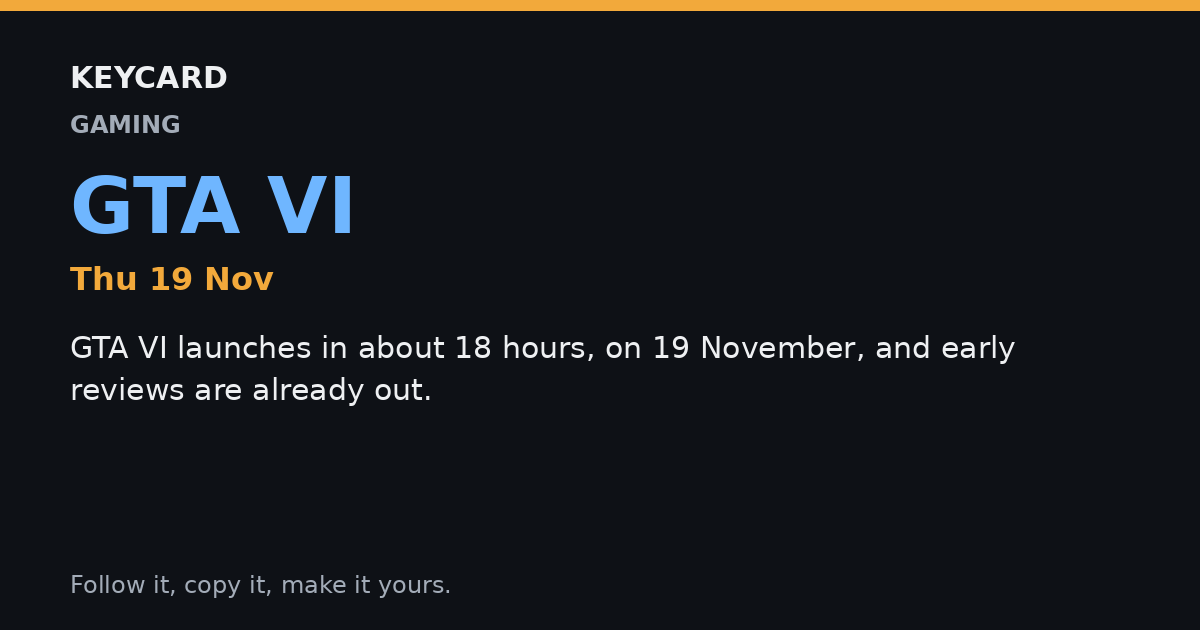 KEYCARD
GAMING
GTA VI
Thu 19 Nov
GTA VI launches in about 18 hours, on 19 November, and early
reviews are already out.
Follow it, copy it, make it yours.